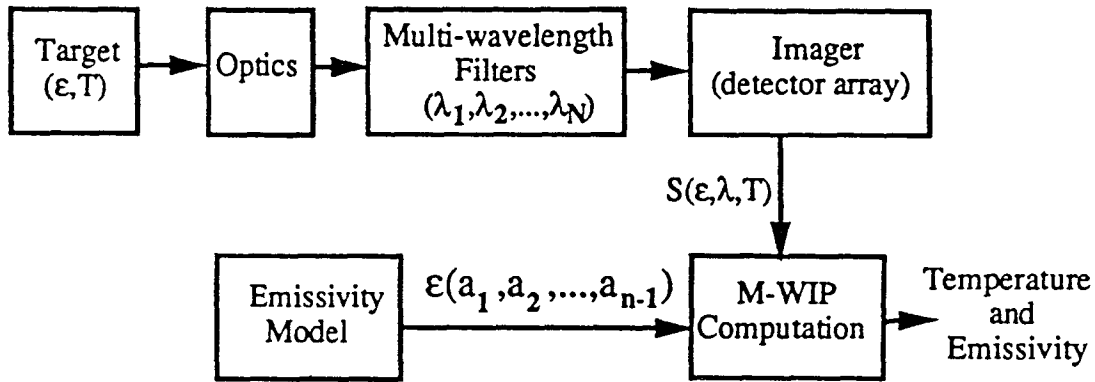 Target
(ε,T)
Optics
Multi-wavelength
Filters
(λ₁,λ₂,...,λ_N)
Imager
(detector array)
S(ε,λ,T)
Emissivity
Model
ε(a₁,a₂,...,aₙ₋₁)
M-WIP
Computation
Temperature
and
Emissivity